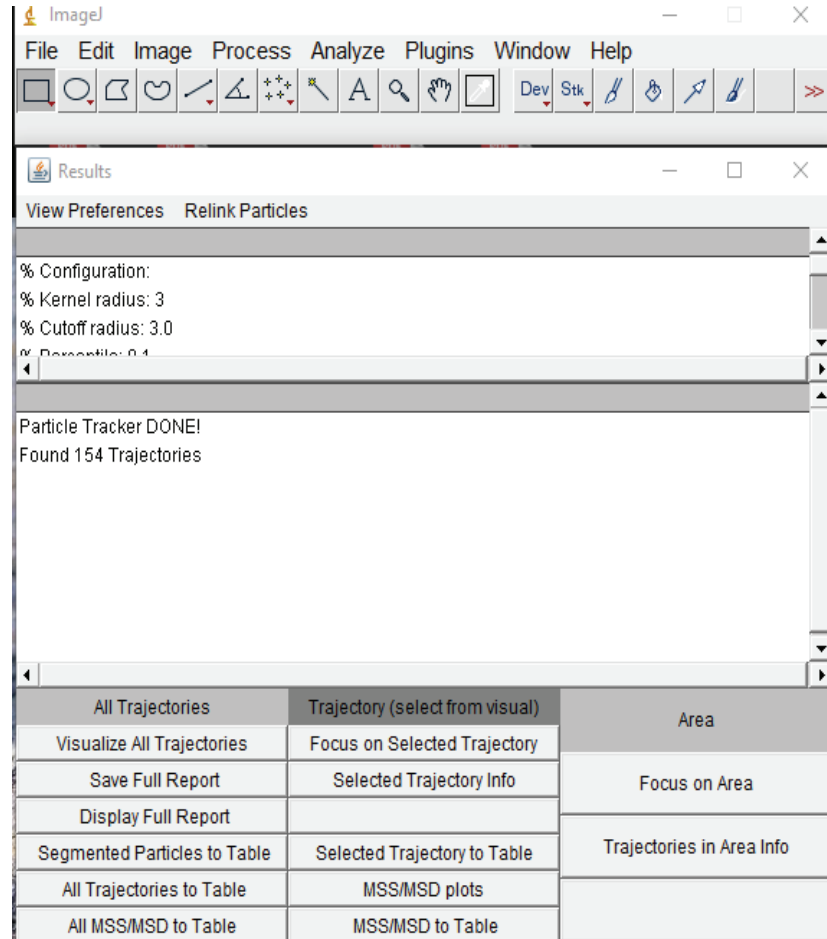 ImageJ
File Edit Image Process Analyze Plugins Window Help
A Dev Stk >>
Results
View Preferences Relink Particles
% Configuration:
% Kernel radius: 3
% Cutoff radius: 3.0
% Percentile: 0.1
Particle Tracker DONE!
Found 154 Trajectories
All Trajectories Trajectory (select from visual) Area
Visualize All Trajectories Focus on Selected Trajectory
Save Full Report Selected Trajectory Info Focus on Area
Display Full Report
Segmented Particles to Table Selected Trajectory to Table Trajectories in Area Info
All Trajectories to Table MSS/MSD plots
All MSS/MSD to Table MSS/MSD to Table